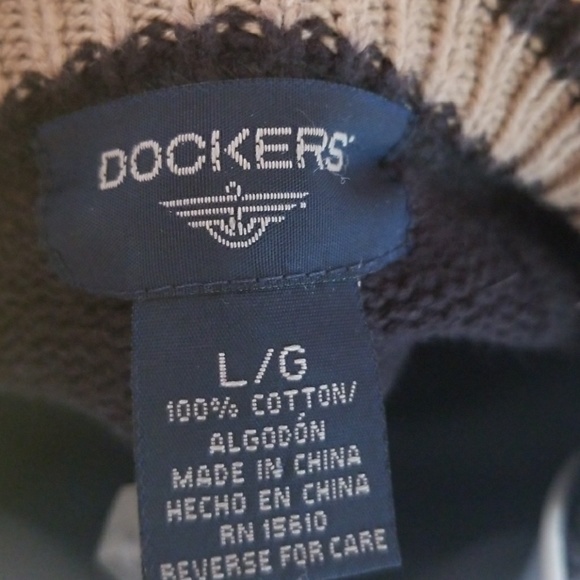 DOCKERS
L/G
100% COTTON/
ALGODÓN
MADE IN CHINA
HECHO EN CHINA
RN 15610
REVERSE FOR CARE